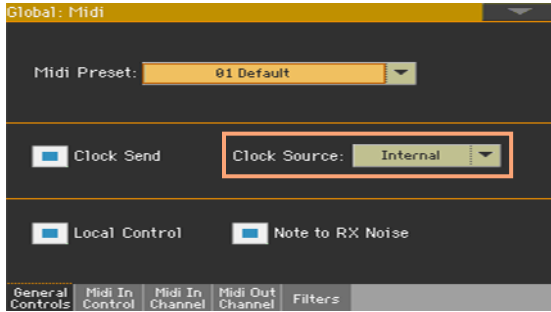 Global: Midi
Midi Preset: 01 Default
Clock Send Clock Source: Internal
Local Control Note to RX Noise
General Controls Midi In Control Midi In Channel Midi Out Channel Filters